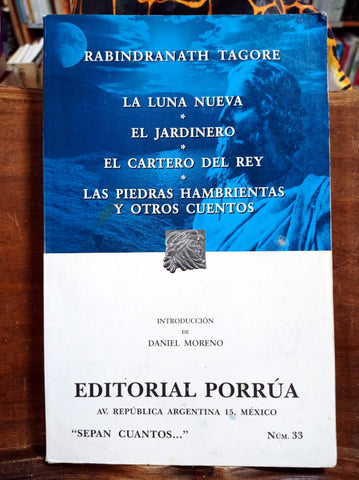 RABINDRANATH TAGORE
LA LUNA NUEVA
*
EL JARDINERO
*
EL CARTERO DEL REY
*
LAS PIEDRAS HAMBRIENTAS
Y OTROS CUENTOS
INTRODUCCIÓN
DE
DANIEL MORENO
EDITORIAL PORRÚA
AV. REPÚBLICA ARGENTINA 15, MÉXICO
“SEPAN CUANTOS...” NÚM. 33